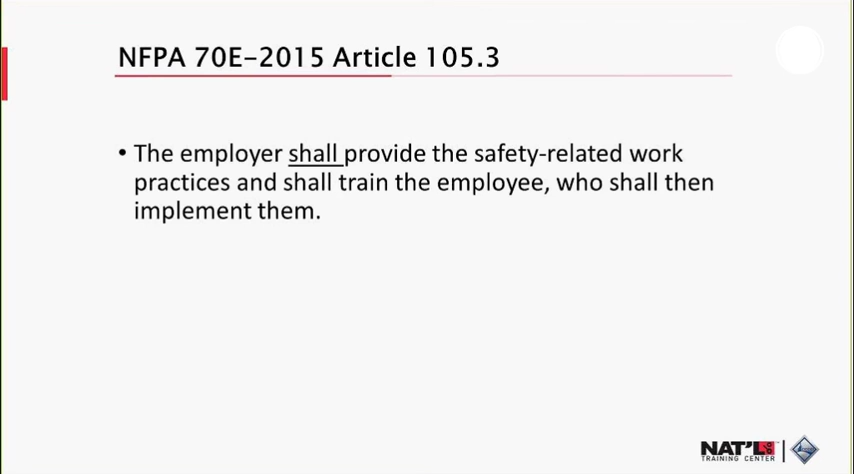 NFPA 70E-2015 Article 105.3
• The employer shall provide the safety-related work
practices and shall train the employee, who shall then
implement them.
NAT'L
TRAINING CENTER